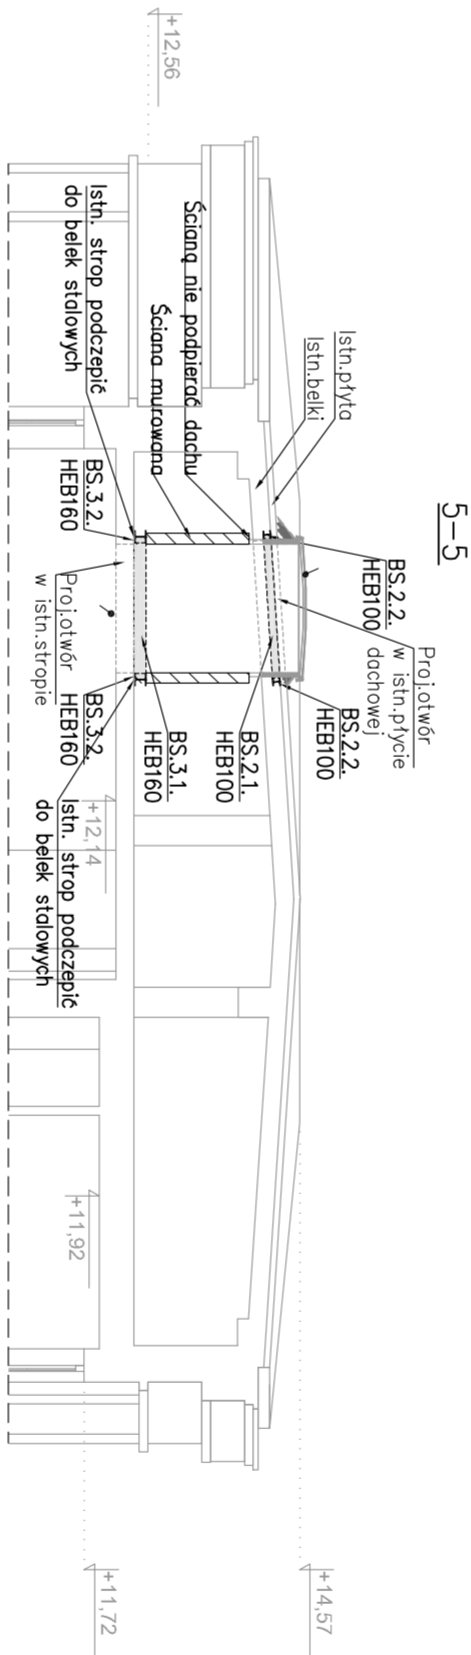 5-5
+12,56
Istn. strop podczepić
do belek stalowych
Ścianą nie podpierać dachu
Ściana murowana
Istn.płyta
Istn.belki
BS.2.2.
HEB100
Proj.otwór
w istn.płycie
dachowej
BS.2.2.
HEB100
BS.3.2.
HEB160
Proj.otwór
w istn.stropie
BS.3.2.
HEB160
BS.3.1.
HEB160
BS.2.1.
HEB100
+12,14
Istn. strop podczepić
do belek stalowych
+11,92
+11,72
+14,57